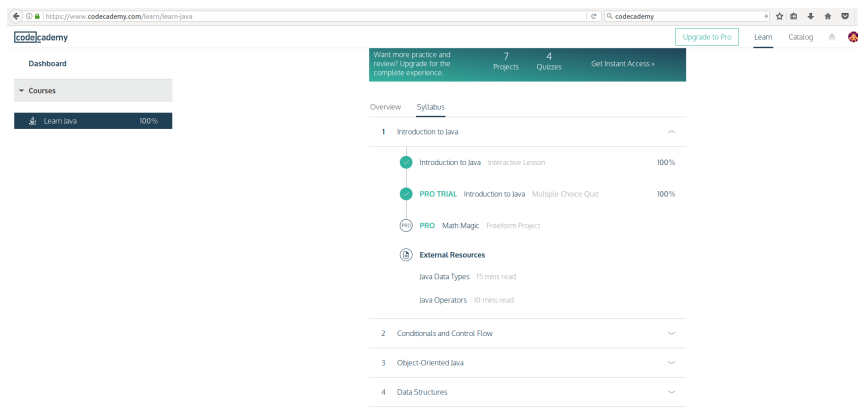 https://www.codecademy.com/learn/learn-java
codecademy
codecademy
Upgrade to Pro
Learn
Catalog
Dashboard
Courses
Learn Java 100%
Want more practice and
review? Upgrade for the
complete experience.
7
Projects
4
Quizzes
Get Instant Access »
Overview Syllabus
1 Introduction to Java
Introduction to Java Interactive Lesson 100%
PRO TRIAL Introduction to Java Multiple Choice Quiz 100%
PRO PRO Math Magic Freeform Project
External Resources
Java Data Types 15 mins read
Java Operators 10 mins read
2 Conditionals and Control Flow
3 Object-Oriented Java
4 Data Structures